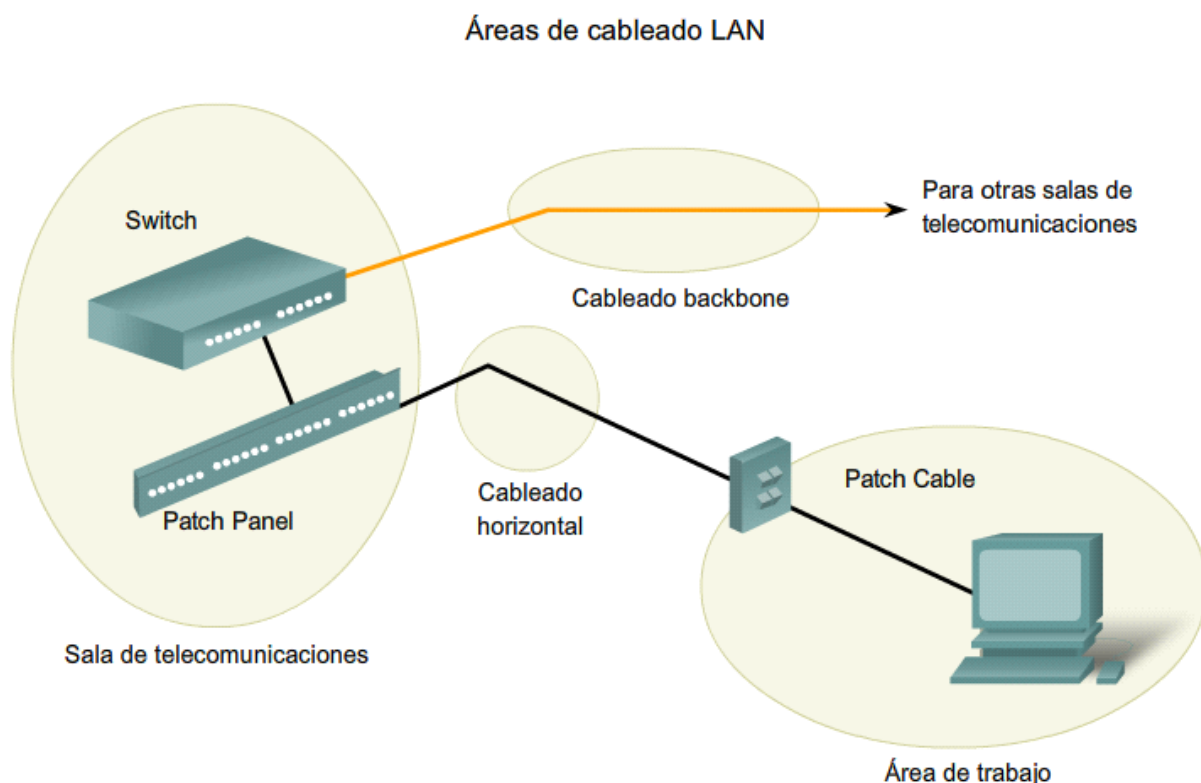 Áreas de cableado LAN
Switch
Para otras salas de
telecomunicaciones
Cableado backbone
Patch Panel
Cableado
horizontal
Patch Cable
Sala de telecomunicaciones
Área de trabajo